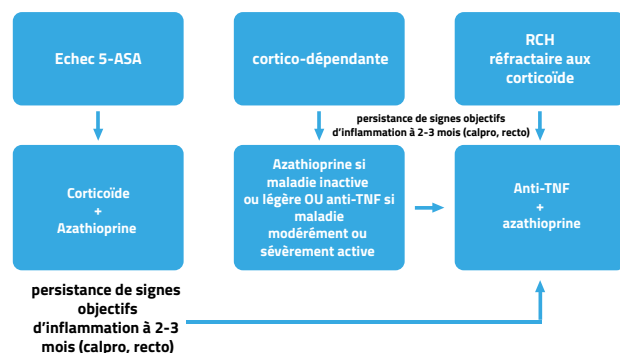 Echec 5-ASA
cortico-dépendante
RCH
réfractaire aux
corticoïde
persistance de signes objectifs
d'inflammation à 2-3 mois (calpro, recto)
Corticoïde
+
Azathioprine
Azathioprine si
maladie inactive
ou légère OU anti-TNF si
maladie
modérément ou
sévèrement active
Anti-TNF
+
azathioprine
persistance de signes
objectifs
d'inflammation à 2-3
mois (calpro, recto)